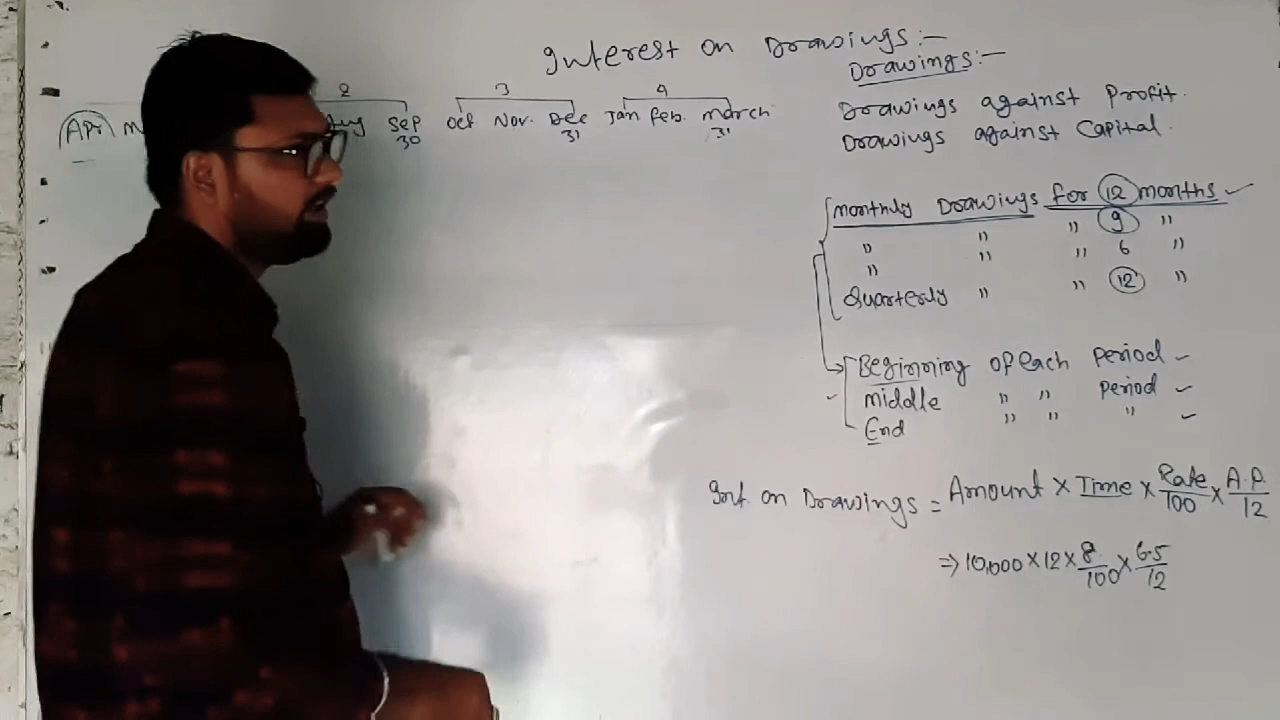 Interest on Drawings:-
Drawings:-
2 3 4
Apr M Aug Sep Oct Nov. Dec Jan Feb. March
30 31 31
Drawings against Profit.
Drawings against Capital.
Monthly Drawings for 12 months
" " " 9 "
" " " 6 "
Quarterly " " 12 "
Beginning of each Period
Middle " " Period
End " " "
Int. on Drawings = Amount × Time × Rate/100 × A.P./12
⇒ 10,000 × 12 × 8/100 × 6.5/12